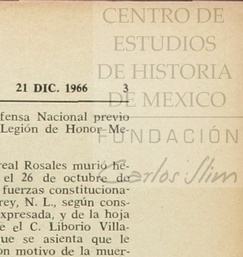 CENTRO DE
ESTUDIOS
DE HISTORIA
DE MEXICO
FUNDACIÓN
Carlos Slim
21 DIC. 1966 3
fensa Nacional previo
Legión de Honor Me-
real Rosales murió he-
el 26 de octubre de
fuerzas constituciona-
rey, N. L., según cons-
expresada, y de la hoja
e el C. Liborio Villa-
ue se asienta que le
on motivo de la muer-